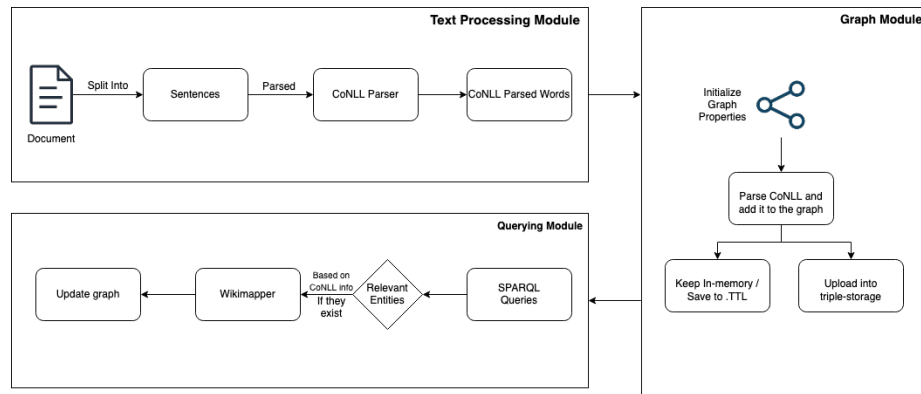 Text Processing Module
Split Into
Sentences
Parsed
CoNLL Parser
CoNLL Parsed Words
Document
Graph Module
Initialize
Graph
Properties
Parse CoNLL and
add it to the graph
Keep In-memory /
Save to .TTL
Upload into
triple-storage
Querying Module
Update graph
Wikimapper
Based on
CoNLL info
If they
exist
Relevant
Entities
SPARQL
Queries